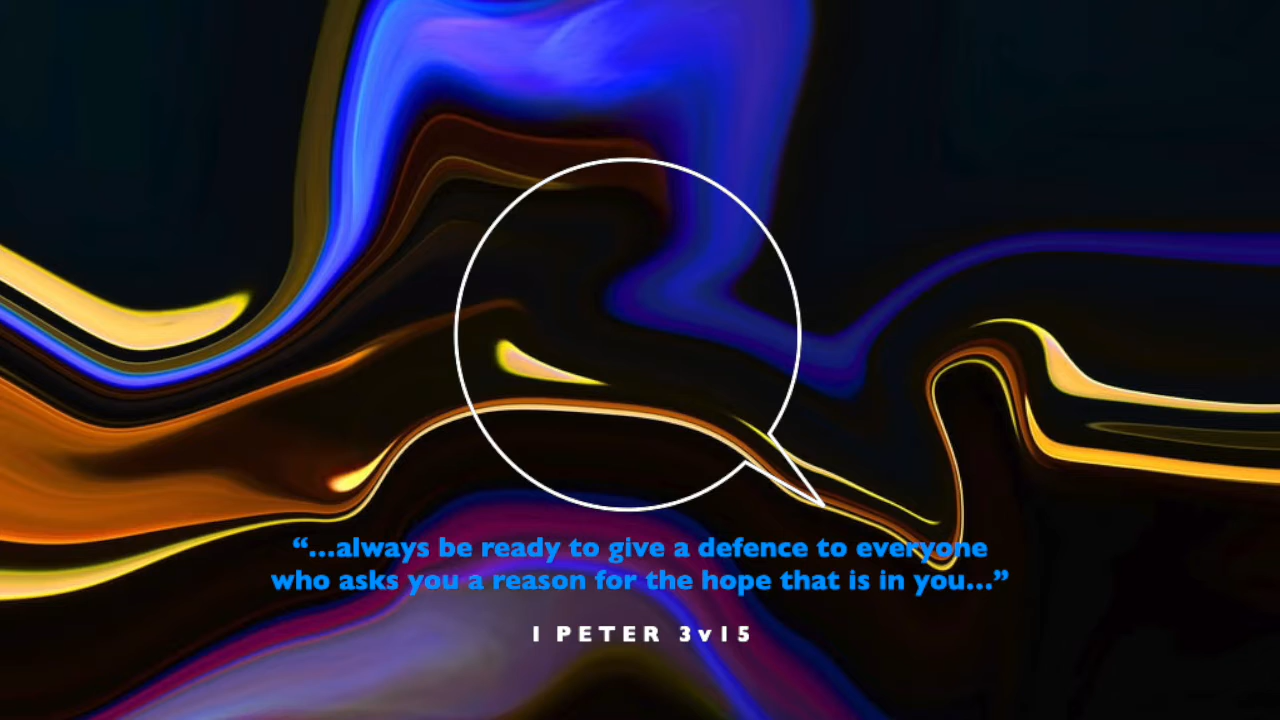 “...always be ready to give a defence to everyone
who asks you a reason for the hope that is in you...”
1 PETER 3v15